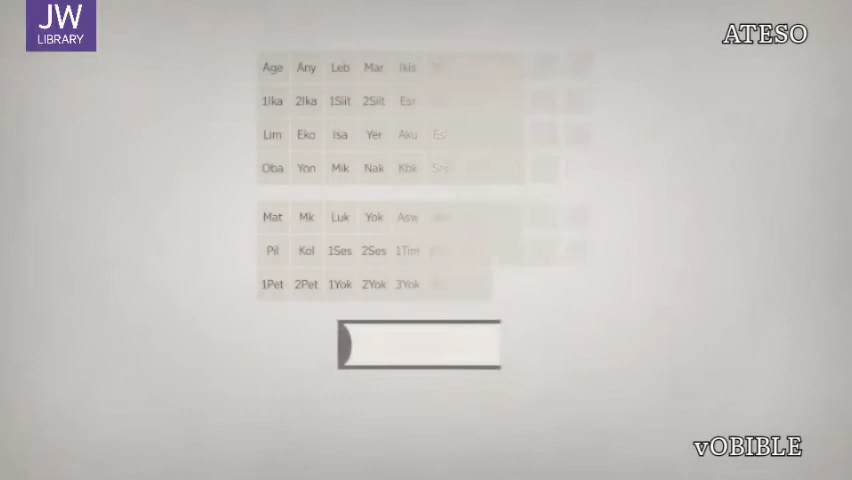 JW
LIBRARY
ATESO
Age Any Leb Mar Ikis
1Ika 2Ika 1Siit 2Siit Esr
Lim Eko Isa Yer Aku
Oba Yon Mik Nak Kbk
Mat Mk Luk Yok Asw
Pil Kol 1Ses 2Ses 1Tim
1Pet 2Pet 1Yok 2Yok 3Yok
vOBIBLE